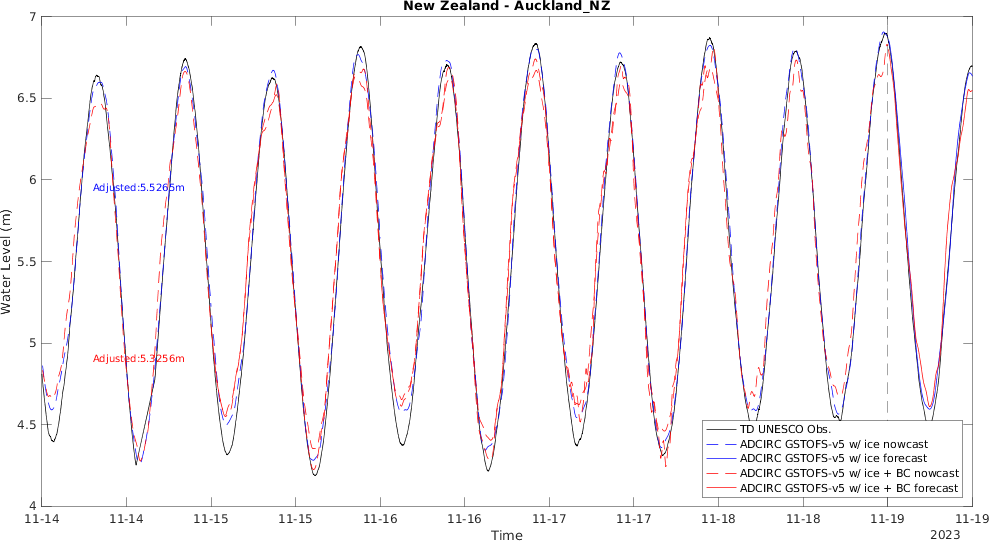 New Zealand - Auckland_NZ
Water Level (m)
7
6.5
6
5.5
5
4.5
4
Adjusted:5.5265m
Adjusted:5.3256m
TD UNESCO Obs.
ADCIRC GSTOFS-v5 w/ ice nowcast
ADCIRC GSTOFS-v5 w/ ice forecast
ADCIRC GSTOFS-v5 w/ ice + BC nowcast
ADCIRC GSTOFS-v5 w/ ice + BC forecast
11-14 11-14 11-15 11-15 11-16 11-16 11-17 11-17 11-18 11-18 11-19 11-19
Time
2023